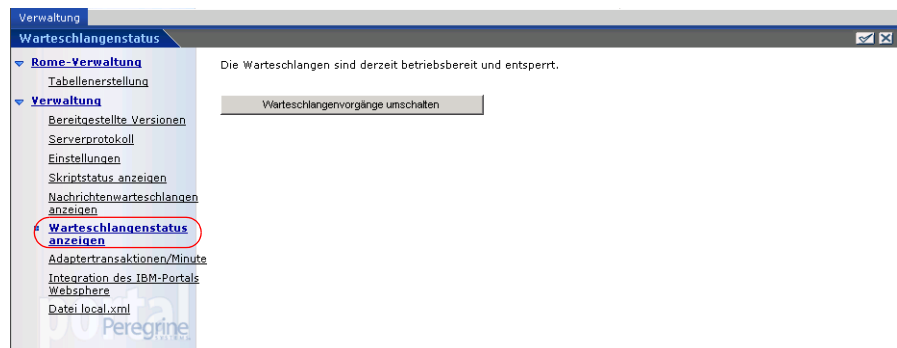 Verwaltung
Warteschlangenstatus
Rome-Verwaltung
Tabellenerstellung
Verwaltung
Bereitgestellte Versionen
Serverprotokoll
Einstellungen
Skriptstatus anzeigen
Nachrichtenwarteschlangen
anzeigen
Warteschlangenstatus
anzeigen
Adaptertransaktionen/Minute
Integration des IBM-Portals
Websphere
Datei local.xml
portal
Peregrine
Die Warteschlangen sind derzeit betriebsbereit und entsperrt.
Warteschlangenvorgänge umschalten